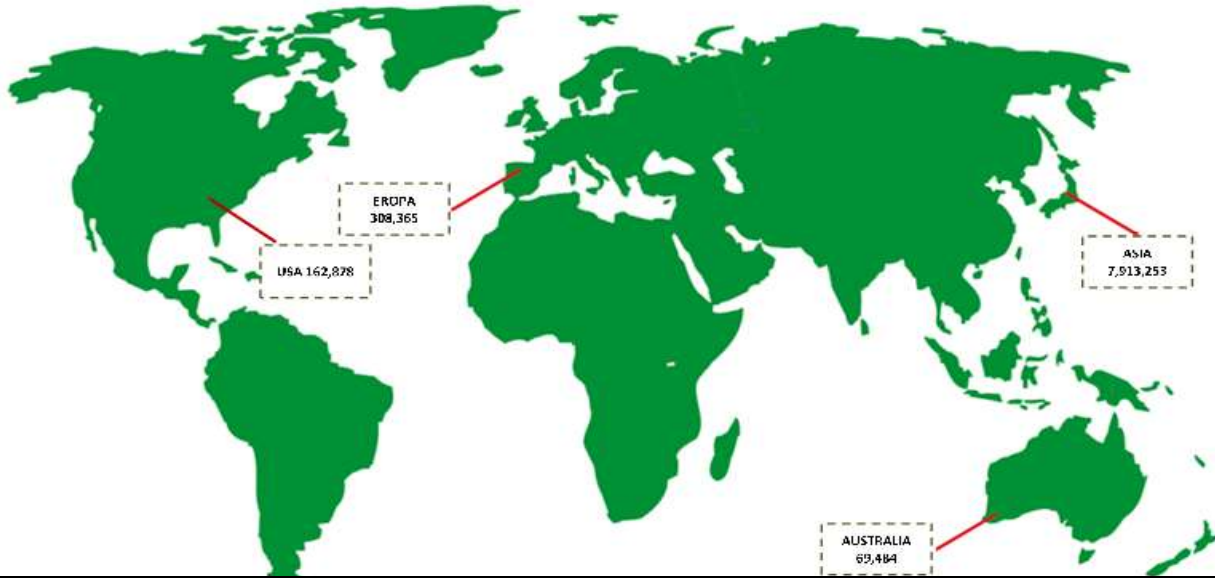 EROPA
308,365
USA 162,878
ASIA
7,913,253
AUSTRALIA
69,484